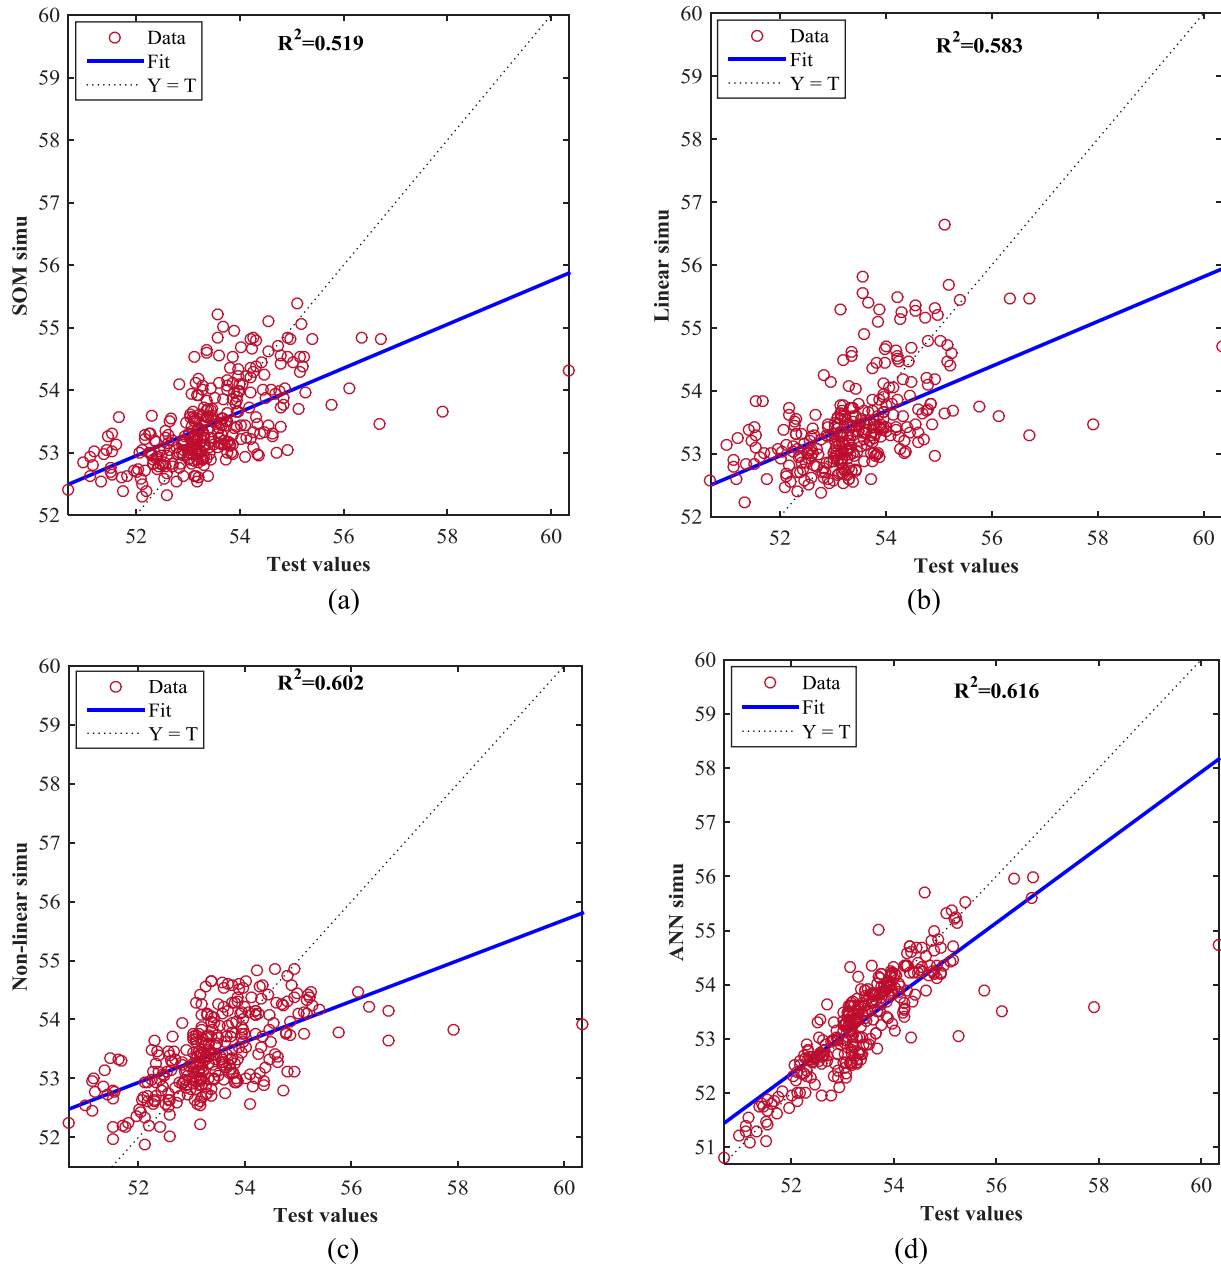 60
59
58
57
56
55
54
53
52
52
54
56
58
60
SOM simu
Test values
Data
Fit
Y = T
R²=0.519
(a)
60
59
58
57
56
55
54
53
52
52
54
56
58
60
Linear simu
Test values
Data
Fit
Y = T
R²=0.583
(b)
60
59
58
57
56
55
54
53
52
52
54
56
58
60
Non-linear simu
Test values
Data
Fit
Y = T
R²=0.602
(c)
60
59
58
57
56
55
54
53
52
51
52
54
56
58
60
ANN simu
Test values
Data
Fit
Y = T
R²=0.616
(d)